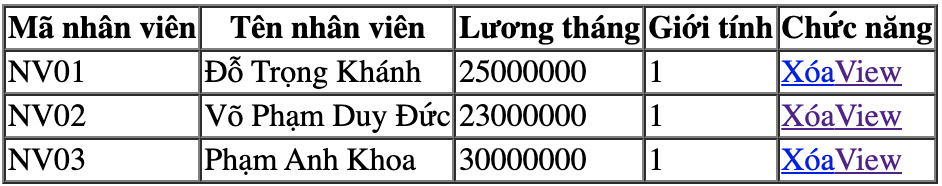 Mã nhân viên Tên nhân viên Lương tháng Giới tính Chức năng
NV01 Đỗ Trọng Khánh 25000000 1 XóaView
NV02 Võ Phạm Duy Đức 23000000 1 XóaView
NV03 Phạm Anh Khoa 30000000 1 XóaView